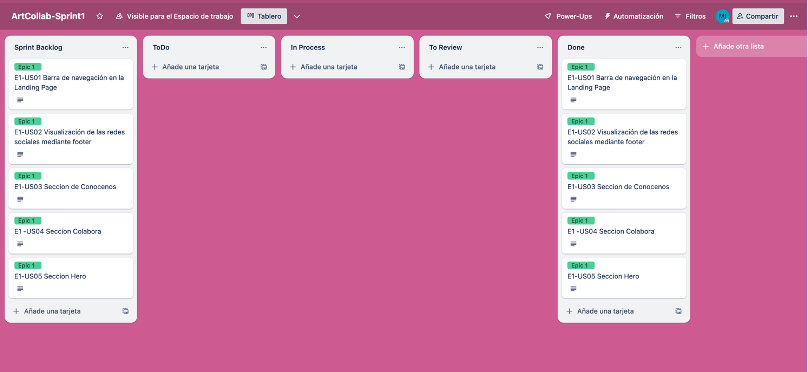 ArtCollab-Sprint1
Visible para el Espacio de trabajo
Tablero
Power-Ups
Automatización
Filtros
Compartir
Sprint Backlog
Epic 1
E1-US01 Barra de navegación en la
Landing Page
Epic 1
E1-US02 Visualización de las redes
sociales mediante footer
Epic 1
E1-US03 Seccion de Conocenos
Epic 1
E1 -US04 Seccion Colabora
Epic 1
E1-US05 Seccion Hero
Añade una tarjeta
ToDo
Añade una tarjeta
In Process
Añade una tarjeta
To Review
Añade una tarjeta
Done
Epic 1
E1-US01 Barra de navegación en la
Landing Page
Epic 1
E1-US02 Visualización de las redes
sociales mediante footer
Epic 1
E1-US03 Seccion de Conocenos
Epic 1
E1 -US04 Seccion Colabora
Epic 1
E1-US05 Seccion Hero
Añade una tarjeta
Añade otra lista